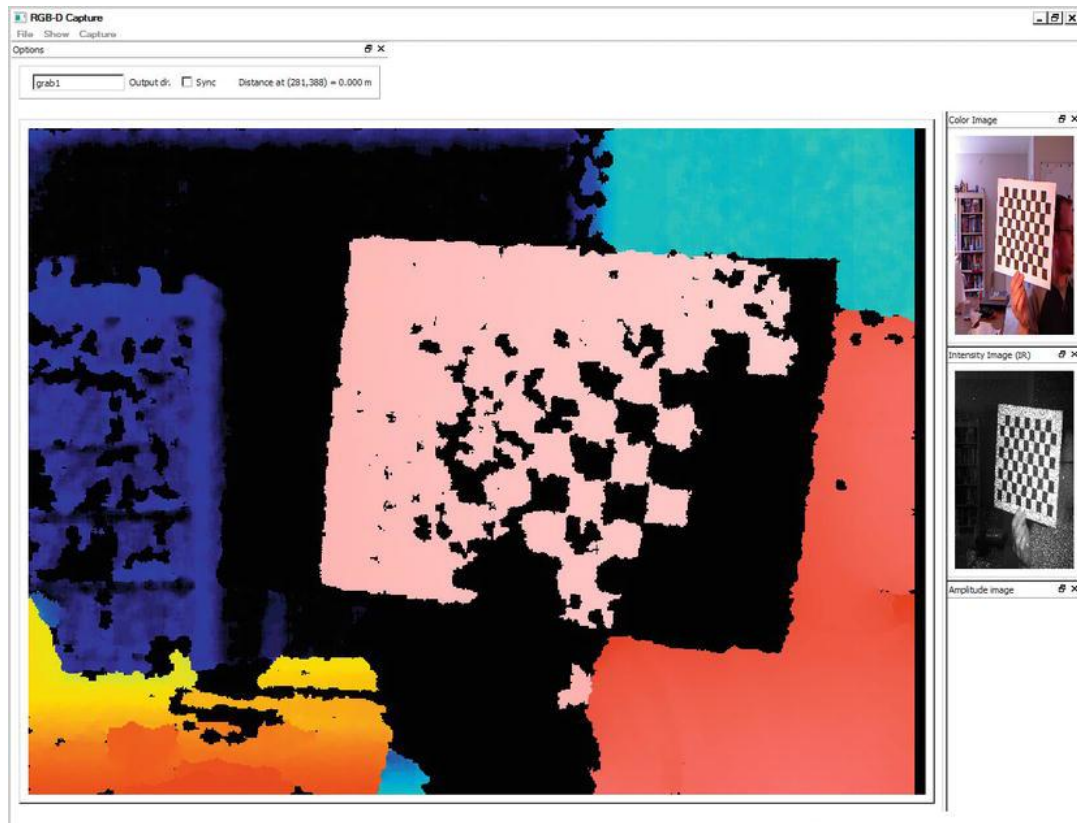 RGB-D Capture
File Show Capture
Options
grab1 Output dir. Sync Distance at (281,388) = 0.000 m
Color Image
Intensity Image (IR)
Amplitude image